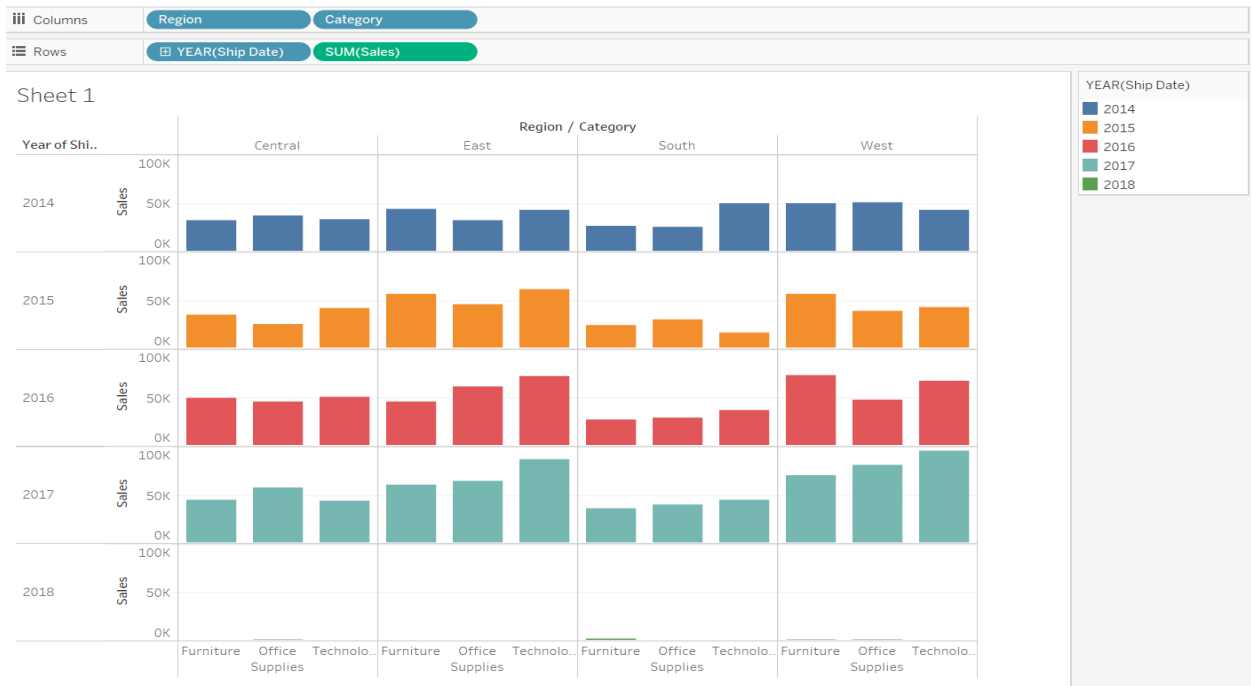 Columns Region Category
Rows YEAR(Ship Date) SUM(Sales)
Sheet 1
YEAR(Ship Date)
2014
2015
2016
2017
2018
Region / Category
Year of Shi.. Central East South West
2014 Sales 100K
50K
0K
2015 Sales 100K
50K
0K
2016 Sales 100K
50K
0K
2017 Sales 100K
50K
0K
2018 Sales 100K
50K
0K
Furniture Office Technolo.. Furniture Office Technolo.. Furniture Office Technolo.. Furniture Office Technolo..
Supplies Supplies Supplies Supplies